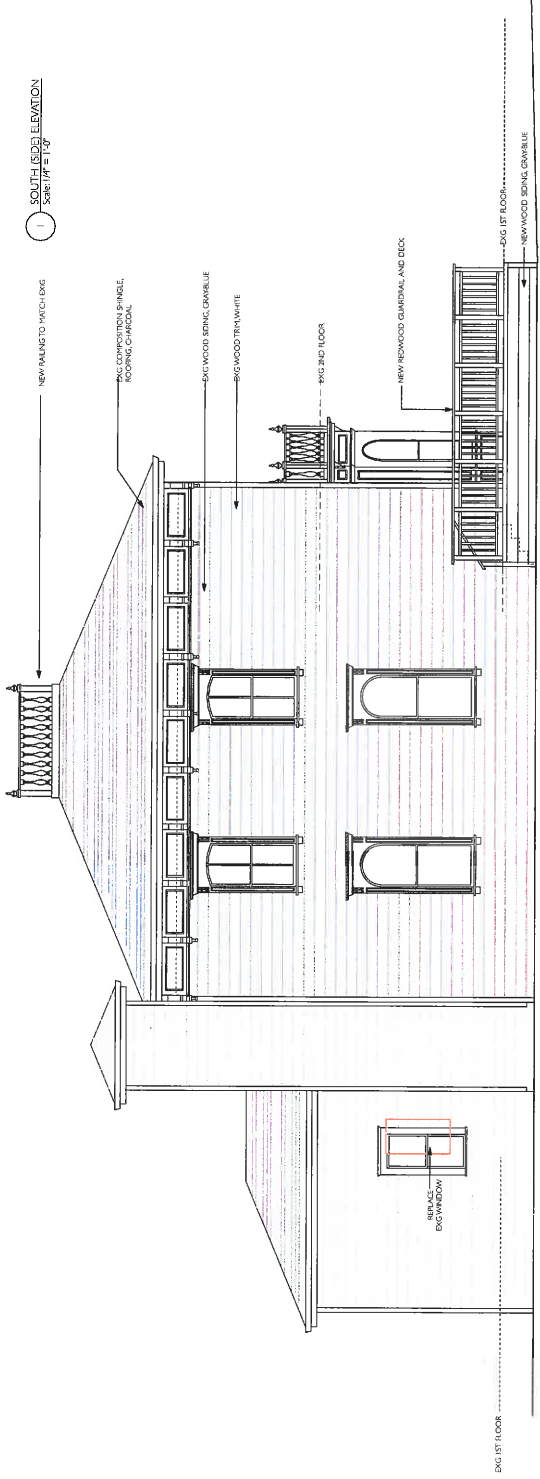 1
SOUTH (SIDE) ELEVATION
Scale: 1/4" = 1'-0"
NEW RAILING TO MATCH EXIG
EXG COMPOSITION SHINGLE,
ROOFING, CHARCOAL
EXG WOOD SIDING, GRAY-BLUE
EXG WOOD TRIM, WHITE
EXG 2ND FLOOR
NEW REDWOOD GUARDRAIL AND DECK
EXG 1ST FLOOR
NEW WOOD SIDING, GRAY-BLUE
REPLACE
EXG WINDOW
EXG 1ST FLOOR